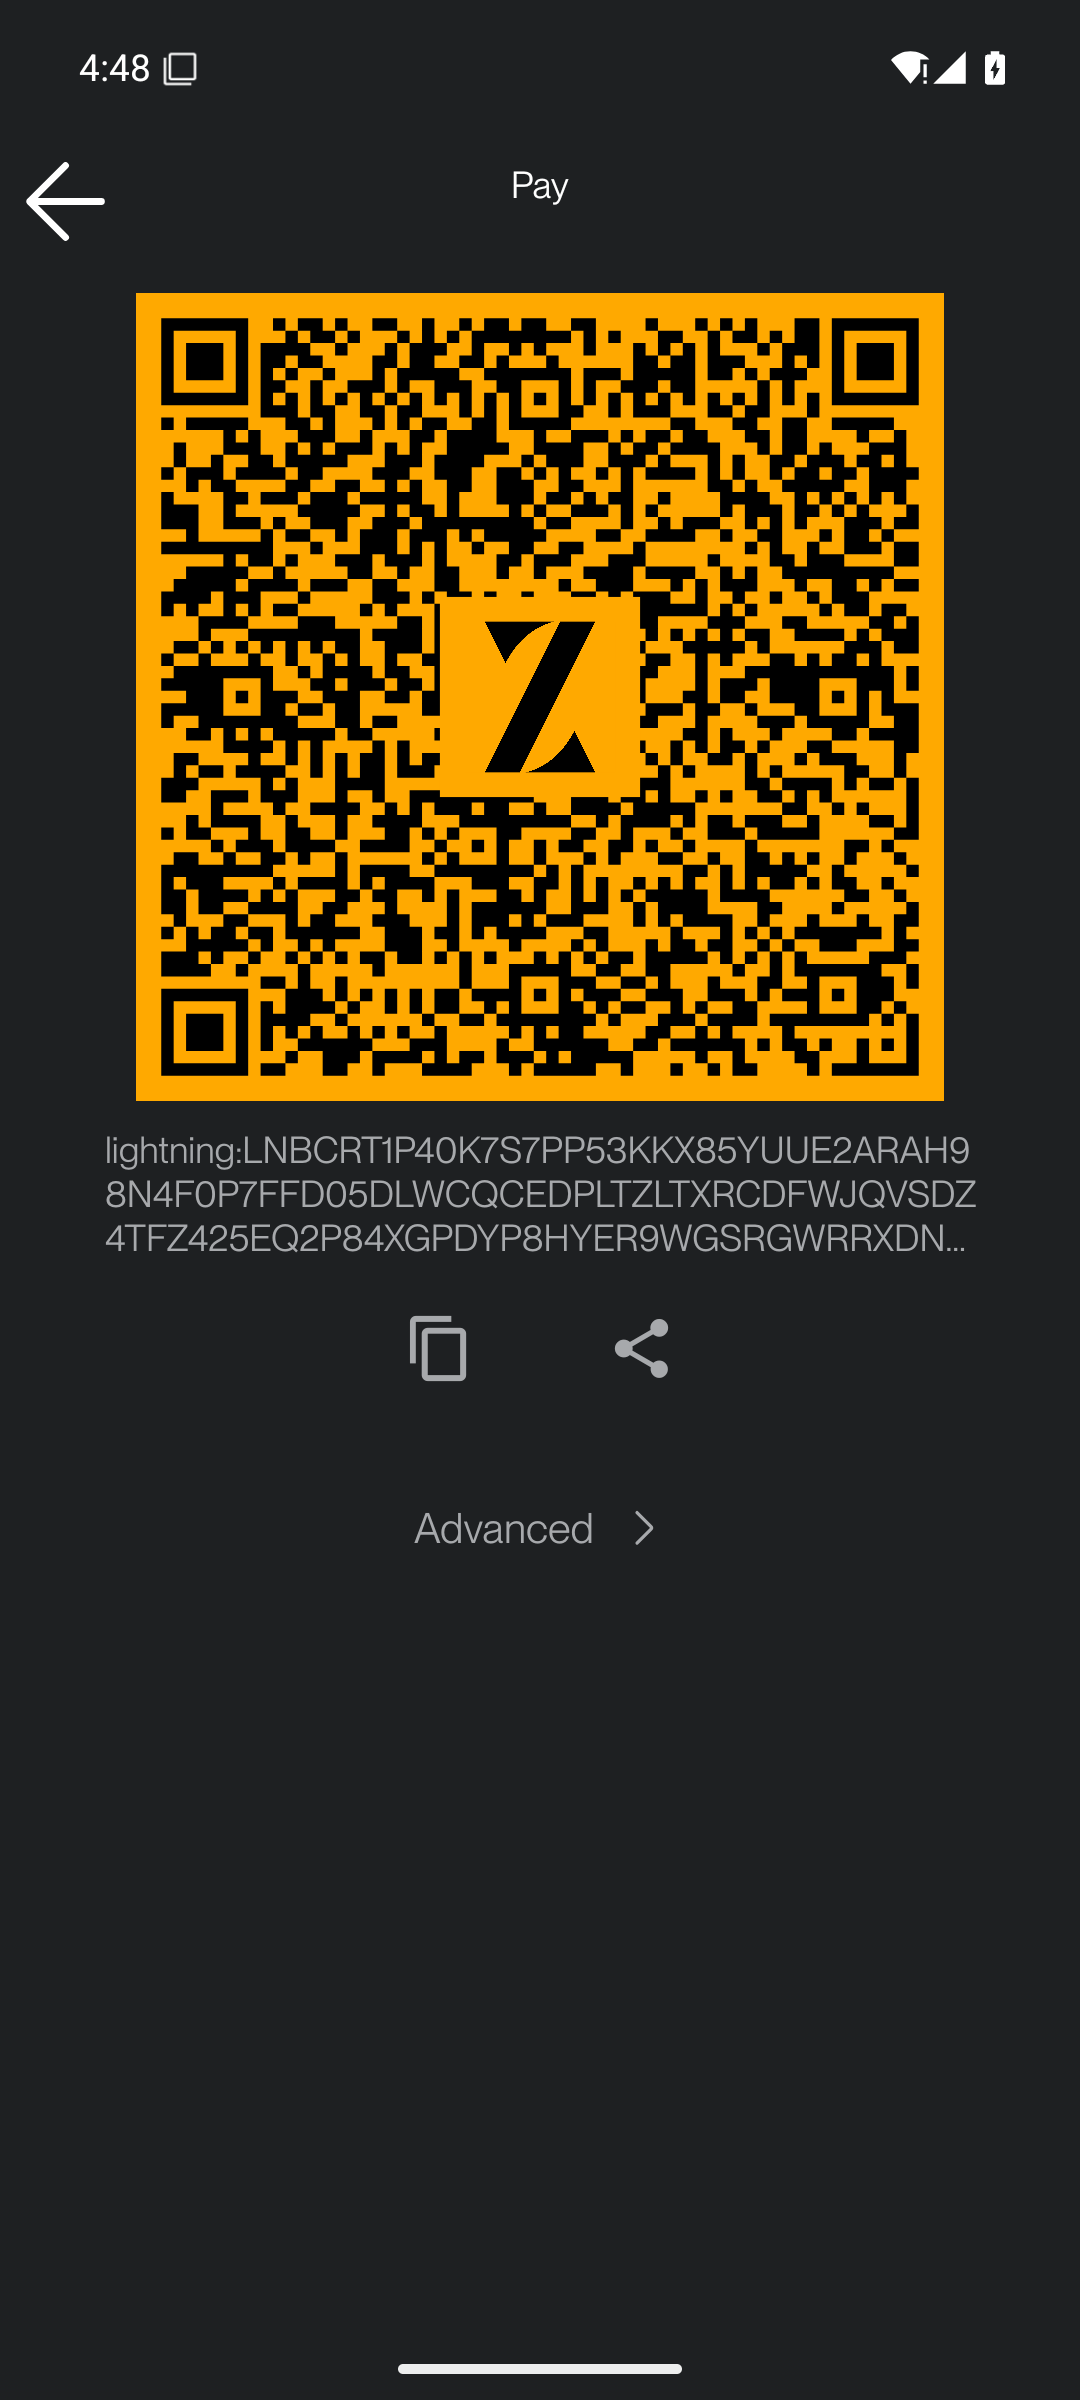 4:48
Pay
lightning:LNBCRT1P40K7S7PP53KKX85YUUE2ARAH9
8N4F0P7FFD05DLWCQCEDPLTZLTXRCDFWJQVSDZ
4TFZ425EQ2P84XGPDYP8HYER9WGSRGWRRXDN...
Advanced